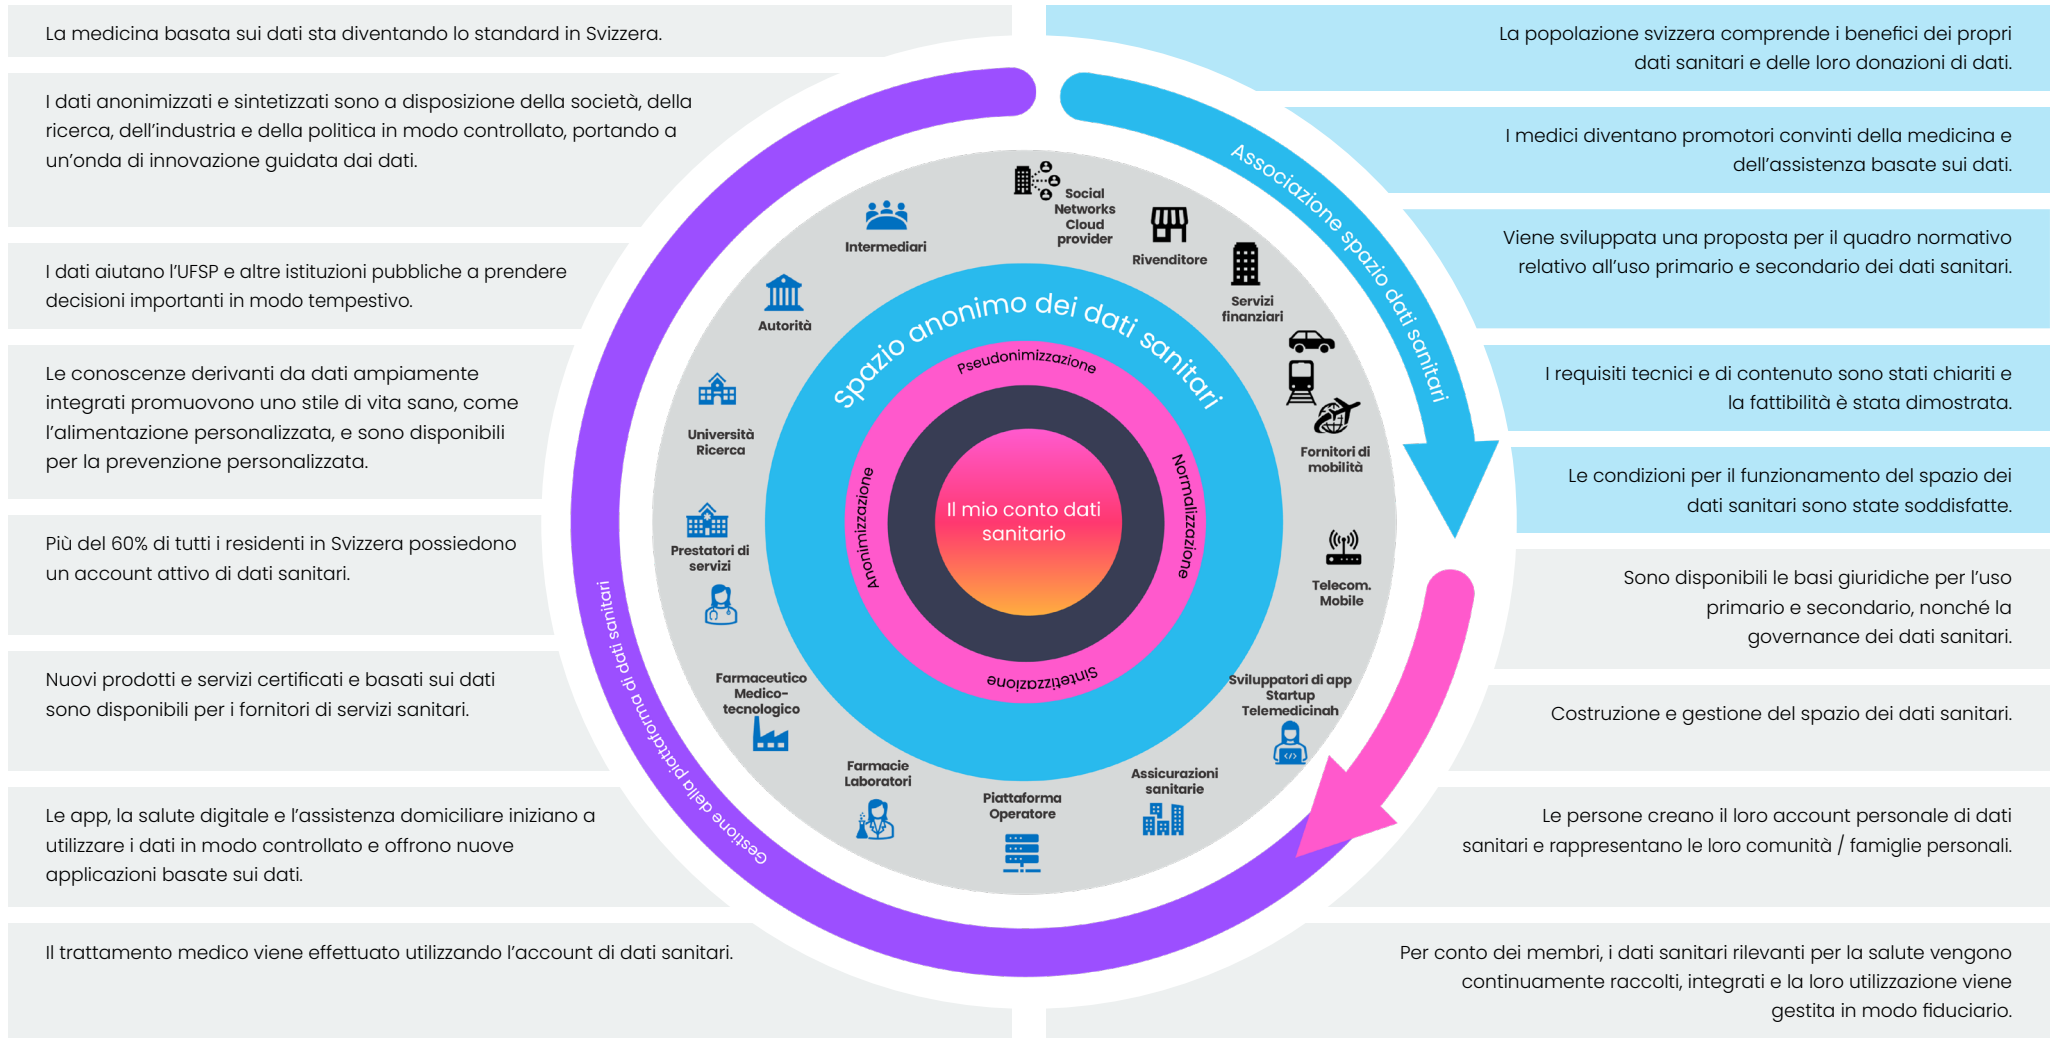 La medicina basata sui dati sta diventando lo standard in Svizzera.
I dati anonimizzati e sintetizzati sono a disposizione della società, della
ricerca, dell'industria e della politica in modo controllato, portando a
un'onda di innovazione guidata dai dati.
I dati aiutano l'UFSP e altre istituzioni pubbliche a prendere
decisioni importanti in modo tempestivo.
Le conoscenze derivanti da dati ampiamente
integrati promuovono uno stile di vita sano, come
l'alimentazione personalizzata, e sono disponibili
per la prevenzione personalizzata.
Più del 60% di tutti i residenti in Svizzera possiedono
un account attivo di dati sanitari.
Nuovi prodotti e servizi certificati e basati sui dati
sono disponibili per i fornitori di servizi sanitari.
Le app, la salute digitale e l'assistenza domiciliare iniziano a
utilizzare i dati in modo controllato e offrono nuove
applicazioni basate sui dati.
Il trattamento medico viene effettuato utilizzando l'account di dati sanitari.
Gestione della piattaforma di dati sanitari
Associazione spazio dati sanitari
Social
Networks
Cloud
provider
Rivenditore
Servizi
finanziari
Fornitori di
mobilità
Telecom.
Mobile
Sviluppatori di app
Startup
Telemedicinah
Assicurazioni
sanitarie
Piattaforma
Operatore
Farmacie
Laboratori
Farmaceutico
Medico-
tecnologico
Prestatori di
servizi
Università
Ricerca
Autorità
Intermediari
Spazio anonimo dei dati sanitari
Pseudonimizzazione
Normalizzazione
Sintetizzazione
Anonimizzazione
Il mio conto dati
sanitario
La popolazione svizzera comprende i benefici dei propri
dati sanitari e delle loro donazioni di dati.
I medici diventano promotori convinti della medicina e
dell'assistenza basate sui dati.
Viene sviluppata una proposta per il quadro normativo
relativo all'uso primario e secondario dei dati sanitari.
I requisiti tecnici e di contenuto sono stati chiariti e
la fattibilità è stata dimostrata.
Le condizioni per il funzionamento del spazio dei
dati sanitari sono state soddisfatte.
Sono disponibili le basi giuridiche per l'uso
primario e secondario, nonché la
governance dei dati sanitari.
Costruzione e gestione del spazio dei dati sanitari.
Le persone creano il loro account personale di dati
sanitari e rappresentano le loro comunità / famiglie personali.
Per conto dei membri, i dati sanitari rilevanti per la salute vengono
continuamente raccolti, integrati e la loro utilizzazione viene
gestita in modo fiduciario.